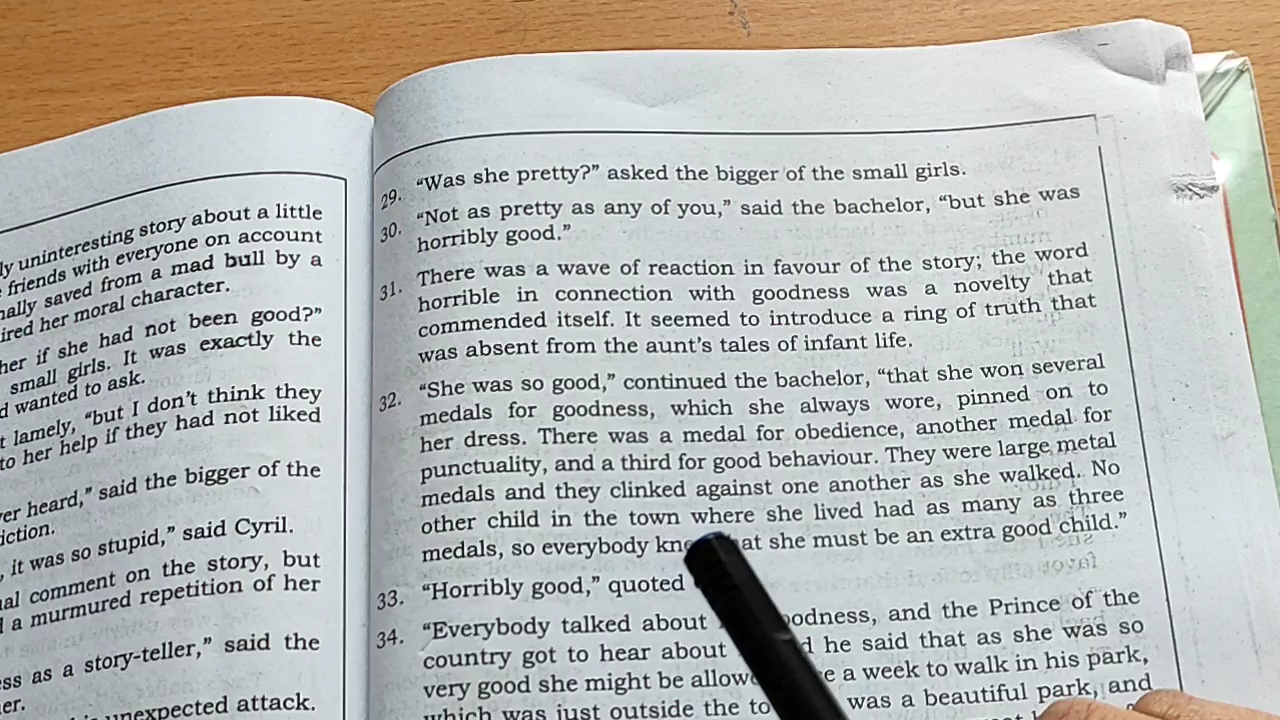 ly uninteresting story about a little
friends with everyone on account
ally saved from a mad bull by a
ired her moral character.
her if she had not been good?”
small girls. It was exactly the
d wanted to ask.
t lamely, “but I don’t think they
to her help if they had not liked
er heard,” said the bigger of the
iction.
, it was so stupid,” said Cyril.
al comment on the story, but
a murmured repetition of her
ss as a story-teller,” said the
er.
unexpected attack.
29. “Was she pretty?” asked the bigger of the small girls.
30. “Not as pretty as any of you,” said the bachelor, “but she was
horribly good.”
31. There was a wave of reaction in favour of the story; the word
horrible in connection with goodness was a novelty that
commended itself. It seemed to introduce a ring of truth that
was absent from the aunt’s tales of infant life.
32. “She was so good,” continued the bachelor, “that she won several
medals for goodness, which she always wore, pinned on to
her dress. There was a medal for obedience, another medal for
punctuality, and a third for good behaviour. They were large metal
medals and they clinked against one another as she walked. No
other child in the town where she lived had as many as three
medals, so everybody kne at she must be an extra good child.”
33. “Horribly good,” quoted
34. “Everybody talked about oodness, and the Prince of the
country got to hear about d he said that as she was so
very good she might be allow e a week to walk in his park,
which was just outside the to was a beautiful park, and